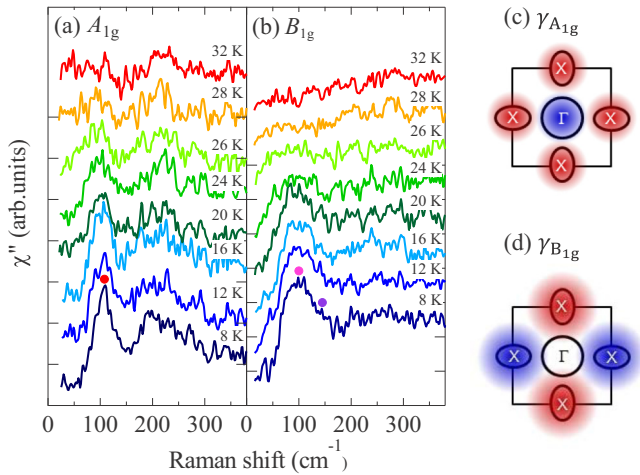 (a) A1g
(b) B1g
(c) γA1g
32 K
28 K
26 K
24 K
20 K
16 K
12 K
8 K
32 K
28 K
26 K
24 K
20 K
16 K
12 K
8 K
χ'' (arb.units)
0
100
200
300
0
100
200
300
Raman shift (cm-1)
X
X
Γ
X
X
(d) γB1g
X
X
Γ
X
X